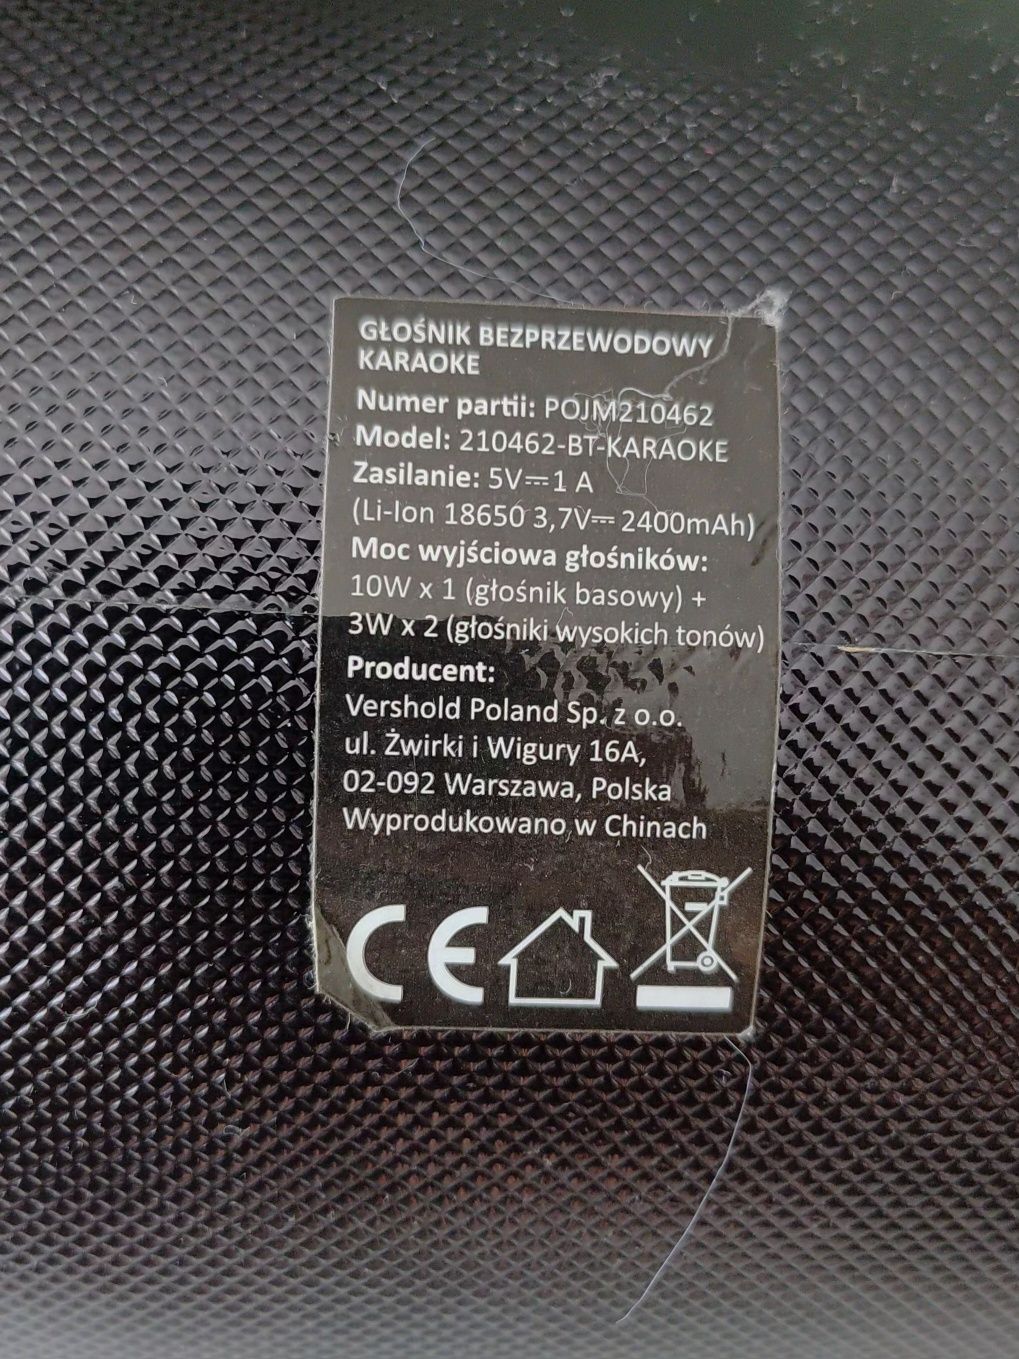 GŁOŚNIK BEZPRZEWODOWY
KARAOKE
Numer partii: POJM210462
Model: 210462-BT-KARAOKE
Zasilanie: 5V⎓1 A
(Li-Ion 18650 3,7V⎓ 2400mAh)
Moc wyjściowa głośników:
10W x 1 (głośnik basowy) +
3W x 2 (głośniki wysokich tonów)
Producent:
Vershold Poland Sp. z o.o.
ul. Żwirki i Wigury 16A,
02-092 Warszawa, Polska
Wyprodukowano w Chinach
CE